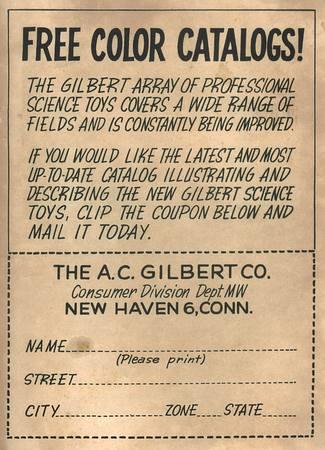 FREE COLOR CATALOGS!
THE GILBERT ARRAY OF PROFESSIONAL
SCIENCE TOYS COVERS A WIDE RANGE OF
FIELDS AND IS CONSTANTLY BEING IMPROVED.
IF YOU WOULD LIKE THE LATEST AND MOST
UP-TO-DATE CATALOG ILLUSTRATING AND
DESCRIBING THE NEW GILBERT SCIENCE
TOYS, CLIP THE COUPON BELOW AND
MAIL IT TODAY.
THE A.C. GILBERT CO.
Consumer Division Dept MW
NEW HAVEN 6, CONN.
NAME
(Please print)
STREET
CITY ZONE STATE